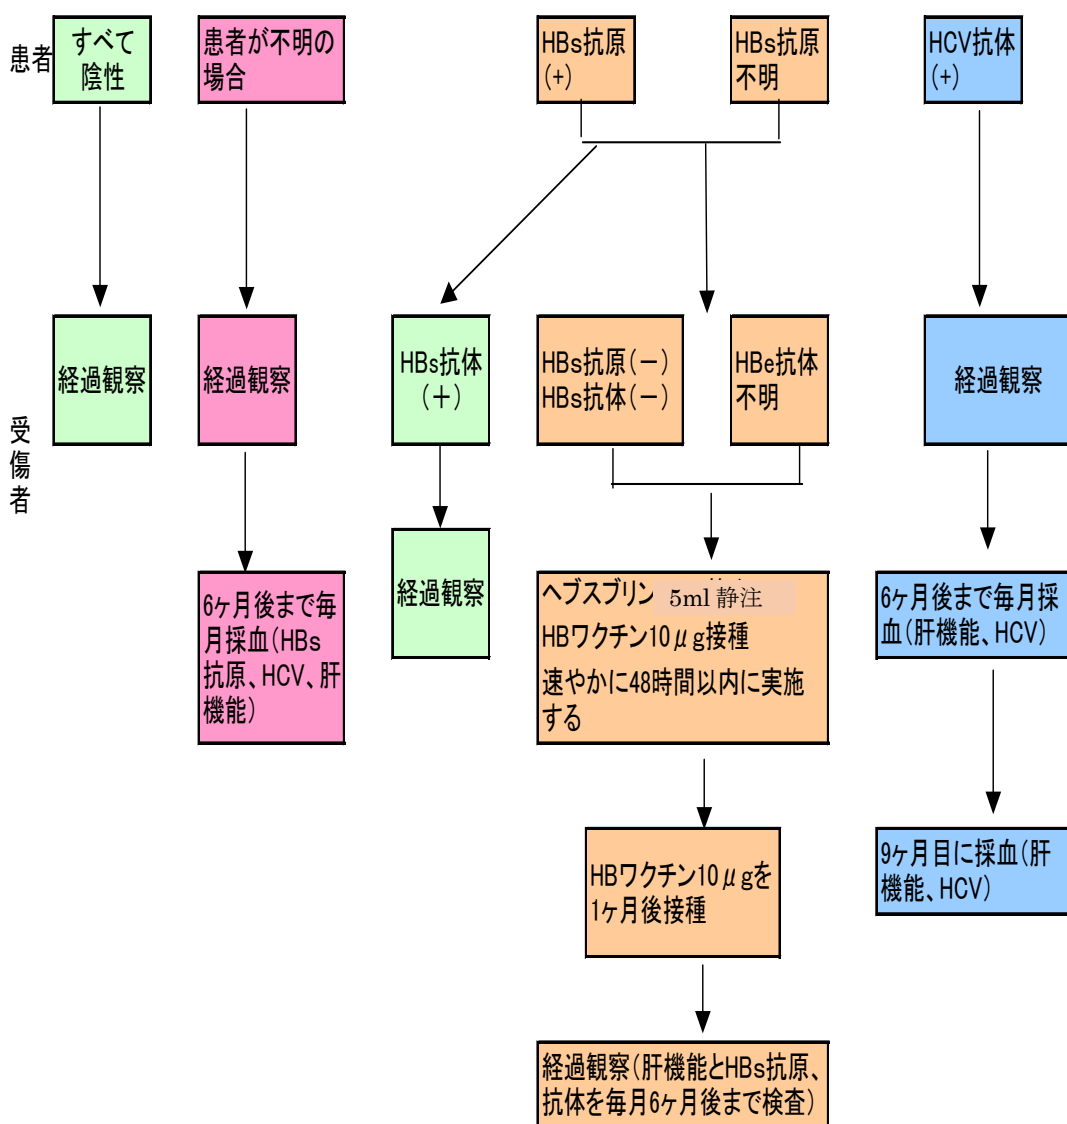 患者
すべて
陰性
患者が不明の
場合
HBs抗原
(+)
HBs抗原
不明
HCV抗体
(+)
受
傷
者
経過観察
経過観察
HBs抗体
(＋)
HBs抗原(－)
HBs抗体(－)
HBe抗体
不明
経過観察
6ヶ月後まで毎
月採血(HBs
抗原、HCV、肝
機能)
経過観察
ヘブスブリン 5ml 静注
HBワクチン10μg接種
速やかに48時間以内に実施
する
6ヶ月後まで毎月採
血(肝機能、HCV)
HBワクチン10μgを
1ヶ月後接種
9ヶ月目に採血(肝
機能、HCV)
経過観察(肝機能とHBs抗原、
抗体を毎月6ヶ月後まで検査)